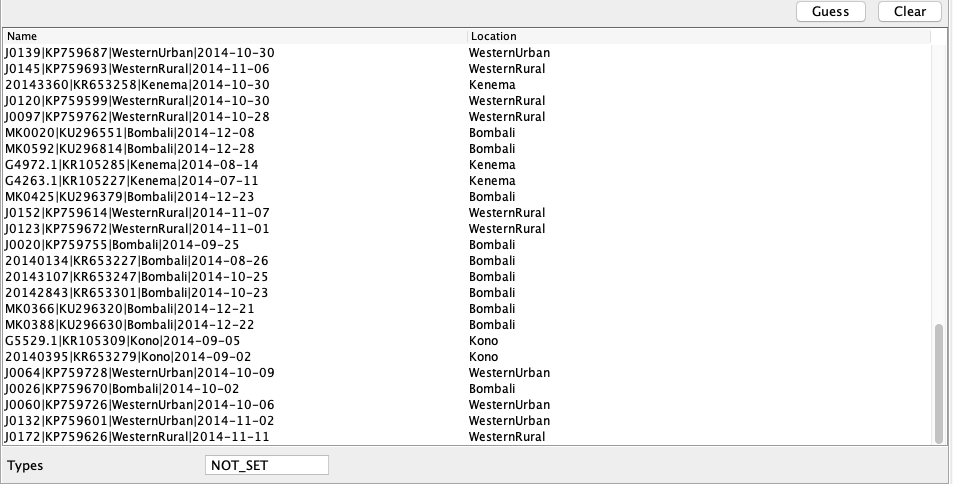 Guess Clear
Name Location
J0139|KP759687|WesternUrban|2014-10-30 WesternUrban
J0145|KP759693|WesternRural|2014-11-06 WesternRural
20143360|KR653258|Kenema|2014-10-30 Kenema
J0120|KP759599|WesternRural|2014-10-30 WesternRural
J0097|KP759762|WesternRural|2014-10-28 WesternRural
MK0020|KU296551|Bombali|2014-12-08 Bombali
MK0592|KU296814|Bombali|2014-12-28 Bombali
G4972.1|KR105285|Kenema|2014-08-14 Kenema
G4263.1|KR105227|Kenema|2014-07-11 Kenema
MK0425|KU296379|Bombali|2014-12-23 Bombali
J0152|KP759614|WesternRural|2014-11-07 WesternRural
J0123|KP759672|WesternRural|2014-11-01 WesternRural
J0020|KP759755|Bombali|2014-09-25 Bombali
20140134|KR653227|Bombali|2014-08-26 Bombali
20143107|KR653247|Bombali|2014-10-25 Bombali
20142843|KR653301|Bombali|2014-10-23 Bombali
MK0366|KU296320|Bombali|2014-12-21 Bombali
MK0388|KU296630|Bombali|2014-12-22 Bombali
G5529.1|KR105309|Kono|2014-09-05 Kono
20140395|KR653279|Kono|2014-09-02 Kono
J0064|KP759728|WesternUrban|2014-10-09 WesternUrban
J0026|KP759670|Bombali|2014-10-02 Bombali
J0060|KP759726|WesternUrban|2014-10-06 WesternUrban
J0132|KP759601|WesternUrban|2014-11-02 WesternUrban
J0172|KP759626|WesternRural|2014-11-11 WesternRural
Types NOT_SET